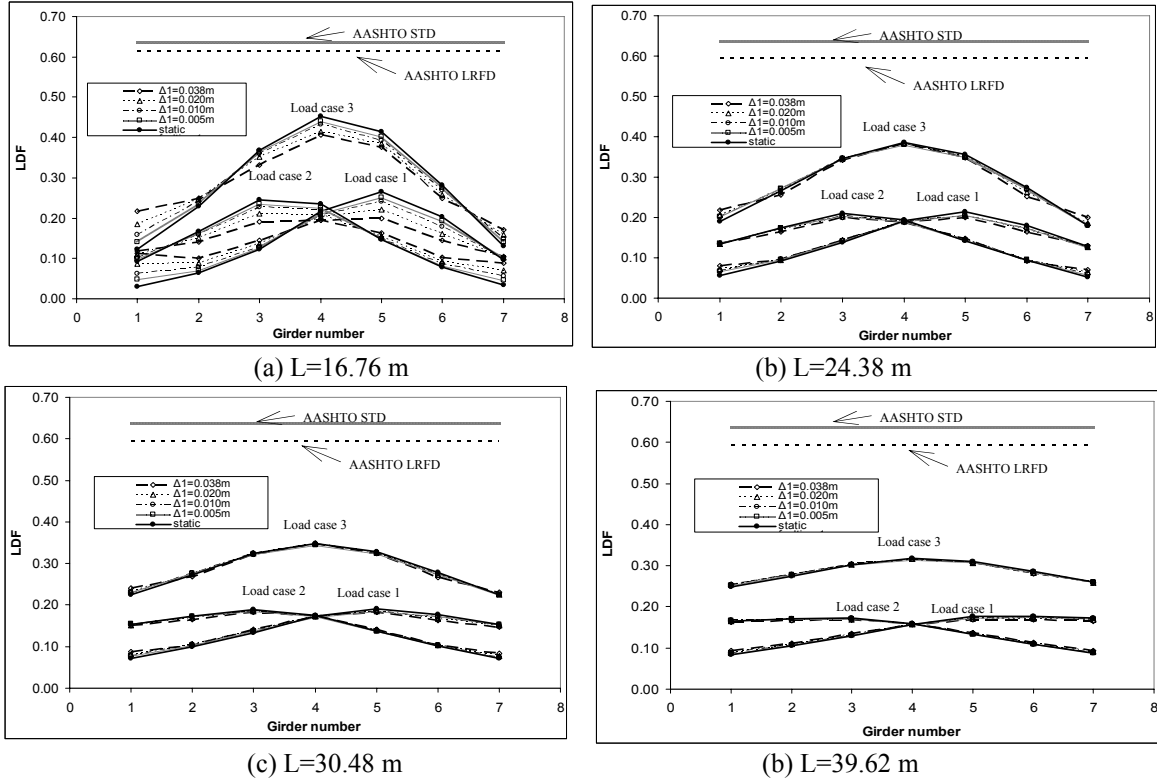 0.70
0.60
0.50
0.40
0.30
0.20
0.10
0.00
LDF
AASHTO STD
AASHTO LRFD
Δ1=0.038m
Δ1=0.020m
Δ1=0.010m
Δ1=0.005m
static
Load case 3
Load case 2
Load case 1
0 1 2 3 4 5 6 7 8
Girder number
(a) L=16.76 m
0.70
0.60
0.50
0.40
0.30
0.20
0.10
0.00
LDF
AASHTO STD
AASHTO LRFD
Δ1=0.038m
Δ1=0.020m
Δ1=0.010m
Δ1=0.005m
static
Load case 3
Load case 2
Load case 1
0 1 2 3 4 5 6 7 8
Girder number
(b) L=24.38 m
0.70
0.60
0.50
0.40
0.30
0.20
0.10
0.00
LDF
AASHTO STD
AASHTO LRFD
Δ1=0.038m
Δ1=0.020m
Δ1=0.010m
Δ1=0.005m
static
Load case 3
Load case 2
Load case 1
0 1 2 3 4 5 6 7 8
Girder number
(c) L=30.48 m
0.70
0.60
0.50
0.40
0.30
0.20
0.10
0.00
LDF
AASHTO STD
AASHTO LRFD
Δ1=0.038m
Δ1=0.020m
Δ1=0.010m
Δ1=0.005m
static
Load case 3
Load case 2
Load case 1
0 1 2 3 4 5 6 7 8
Girder number
(b) L=39.62 m